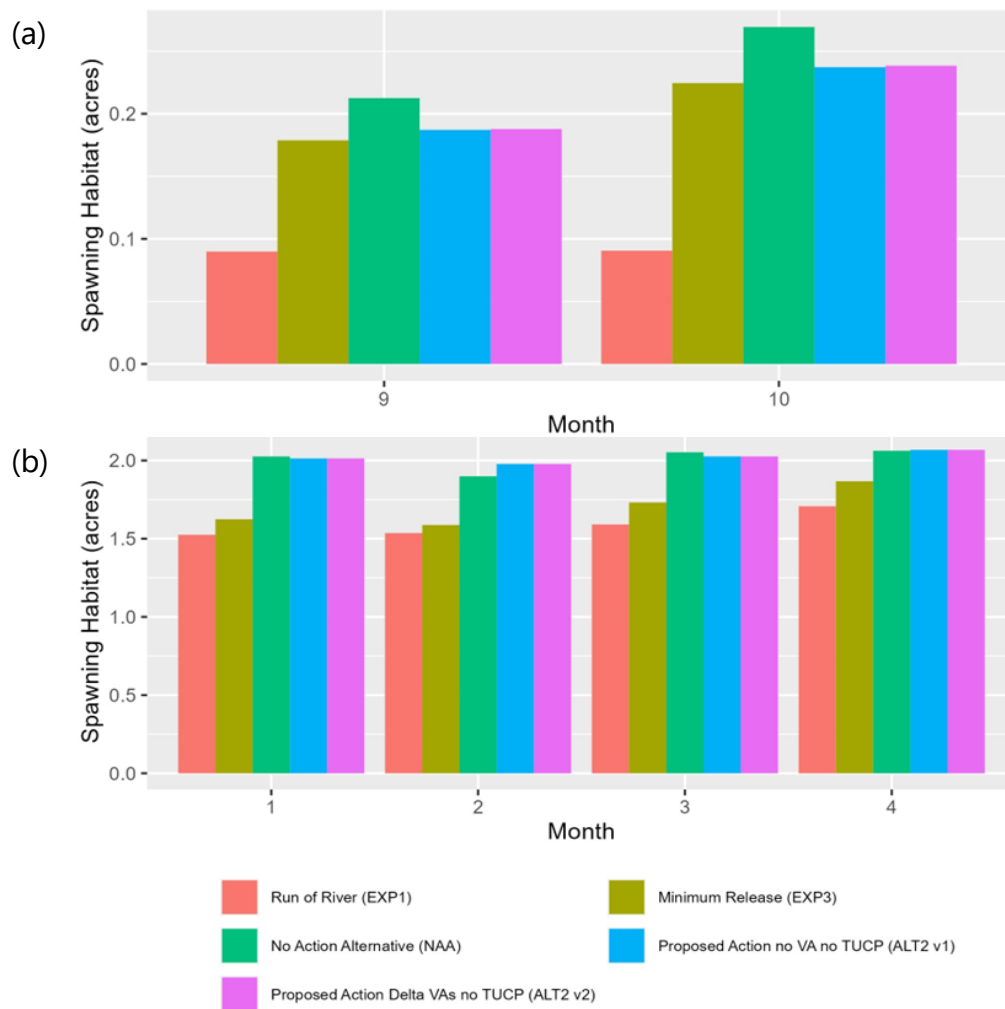 (a)
Spawning Habitat (acres)
0.2
0.1
0.0
9 10
Month
(b)
Spawning Habitat (acres)
2.0
1.5
1.0
0.5
0.0
1 2 3 4
Month
Run of River (EXP1) Minimum Release (EXP3)
No Action Alternative (NAA) Proposed Action no VA no TUCP (ALT2 v1)
Proposed Action Delta VAs no TUCP (ALT2 v2)